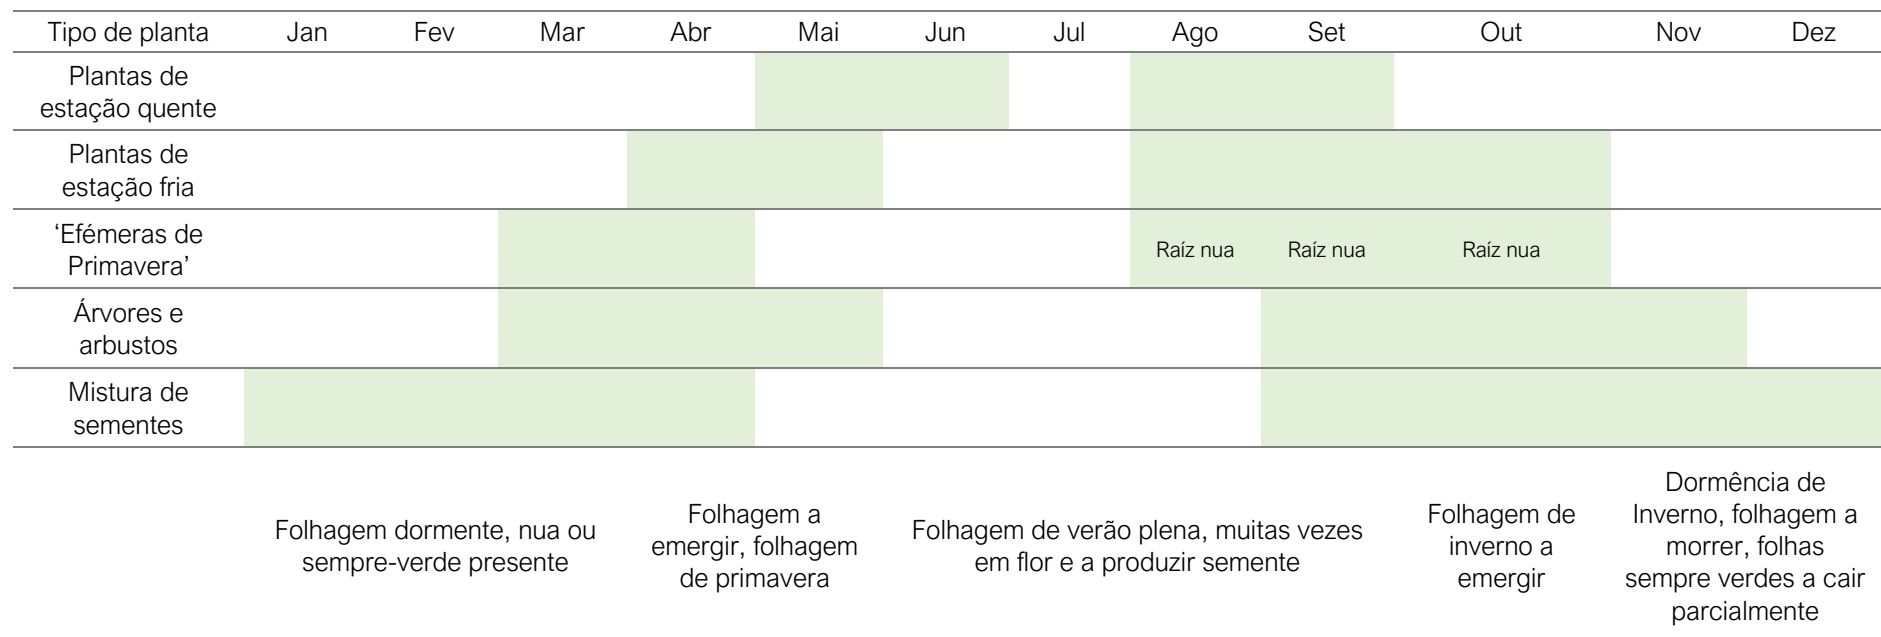 Tipo de planta Jan Fev Mar Abr Mai Jun Jul Ago Set Out Nov Dez
Plantas de
estação quente
Plantas de
estação fria
‘Efémeras de
Primavera’
Raíz nua Raíz nua Raíz nua
Árvores e
arbustos
Mistura de
sementes
Folhagem dormente, nua ou
sempre-verde presente
Folhagem a
emergir, folhagem
de primavera
Folhagem de verão plena, muitas vezes
em flor e a produzir semente
Folhagem de
inverno a
emergir
Dormência de
Inverno, folhagem a
morrer, folhas
sempre verdes a cair
parcialmente